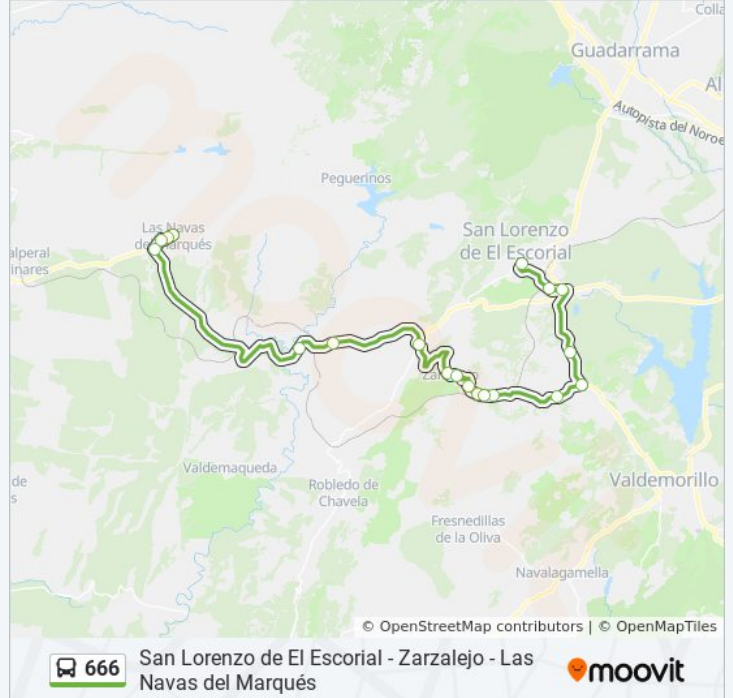 Colla
Guadarrama
Al
Autopista del Noroe
Peguerinos
Las Navas
del Marqués
San Lorenzo
de El Escorial
alperal
inares
Zarzalejo
Valdemaqueda
de
s
Robledo de
Chavela
Valdemorillo
Fresnedillas
de la Oliva
Navalagamella
© OpenStreetMap contributors | © OpenMapTiles
666
San Lorenzo de El Escorial - Zarzalejo - Las
Navas del Marqués
moovit